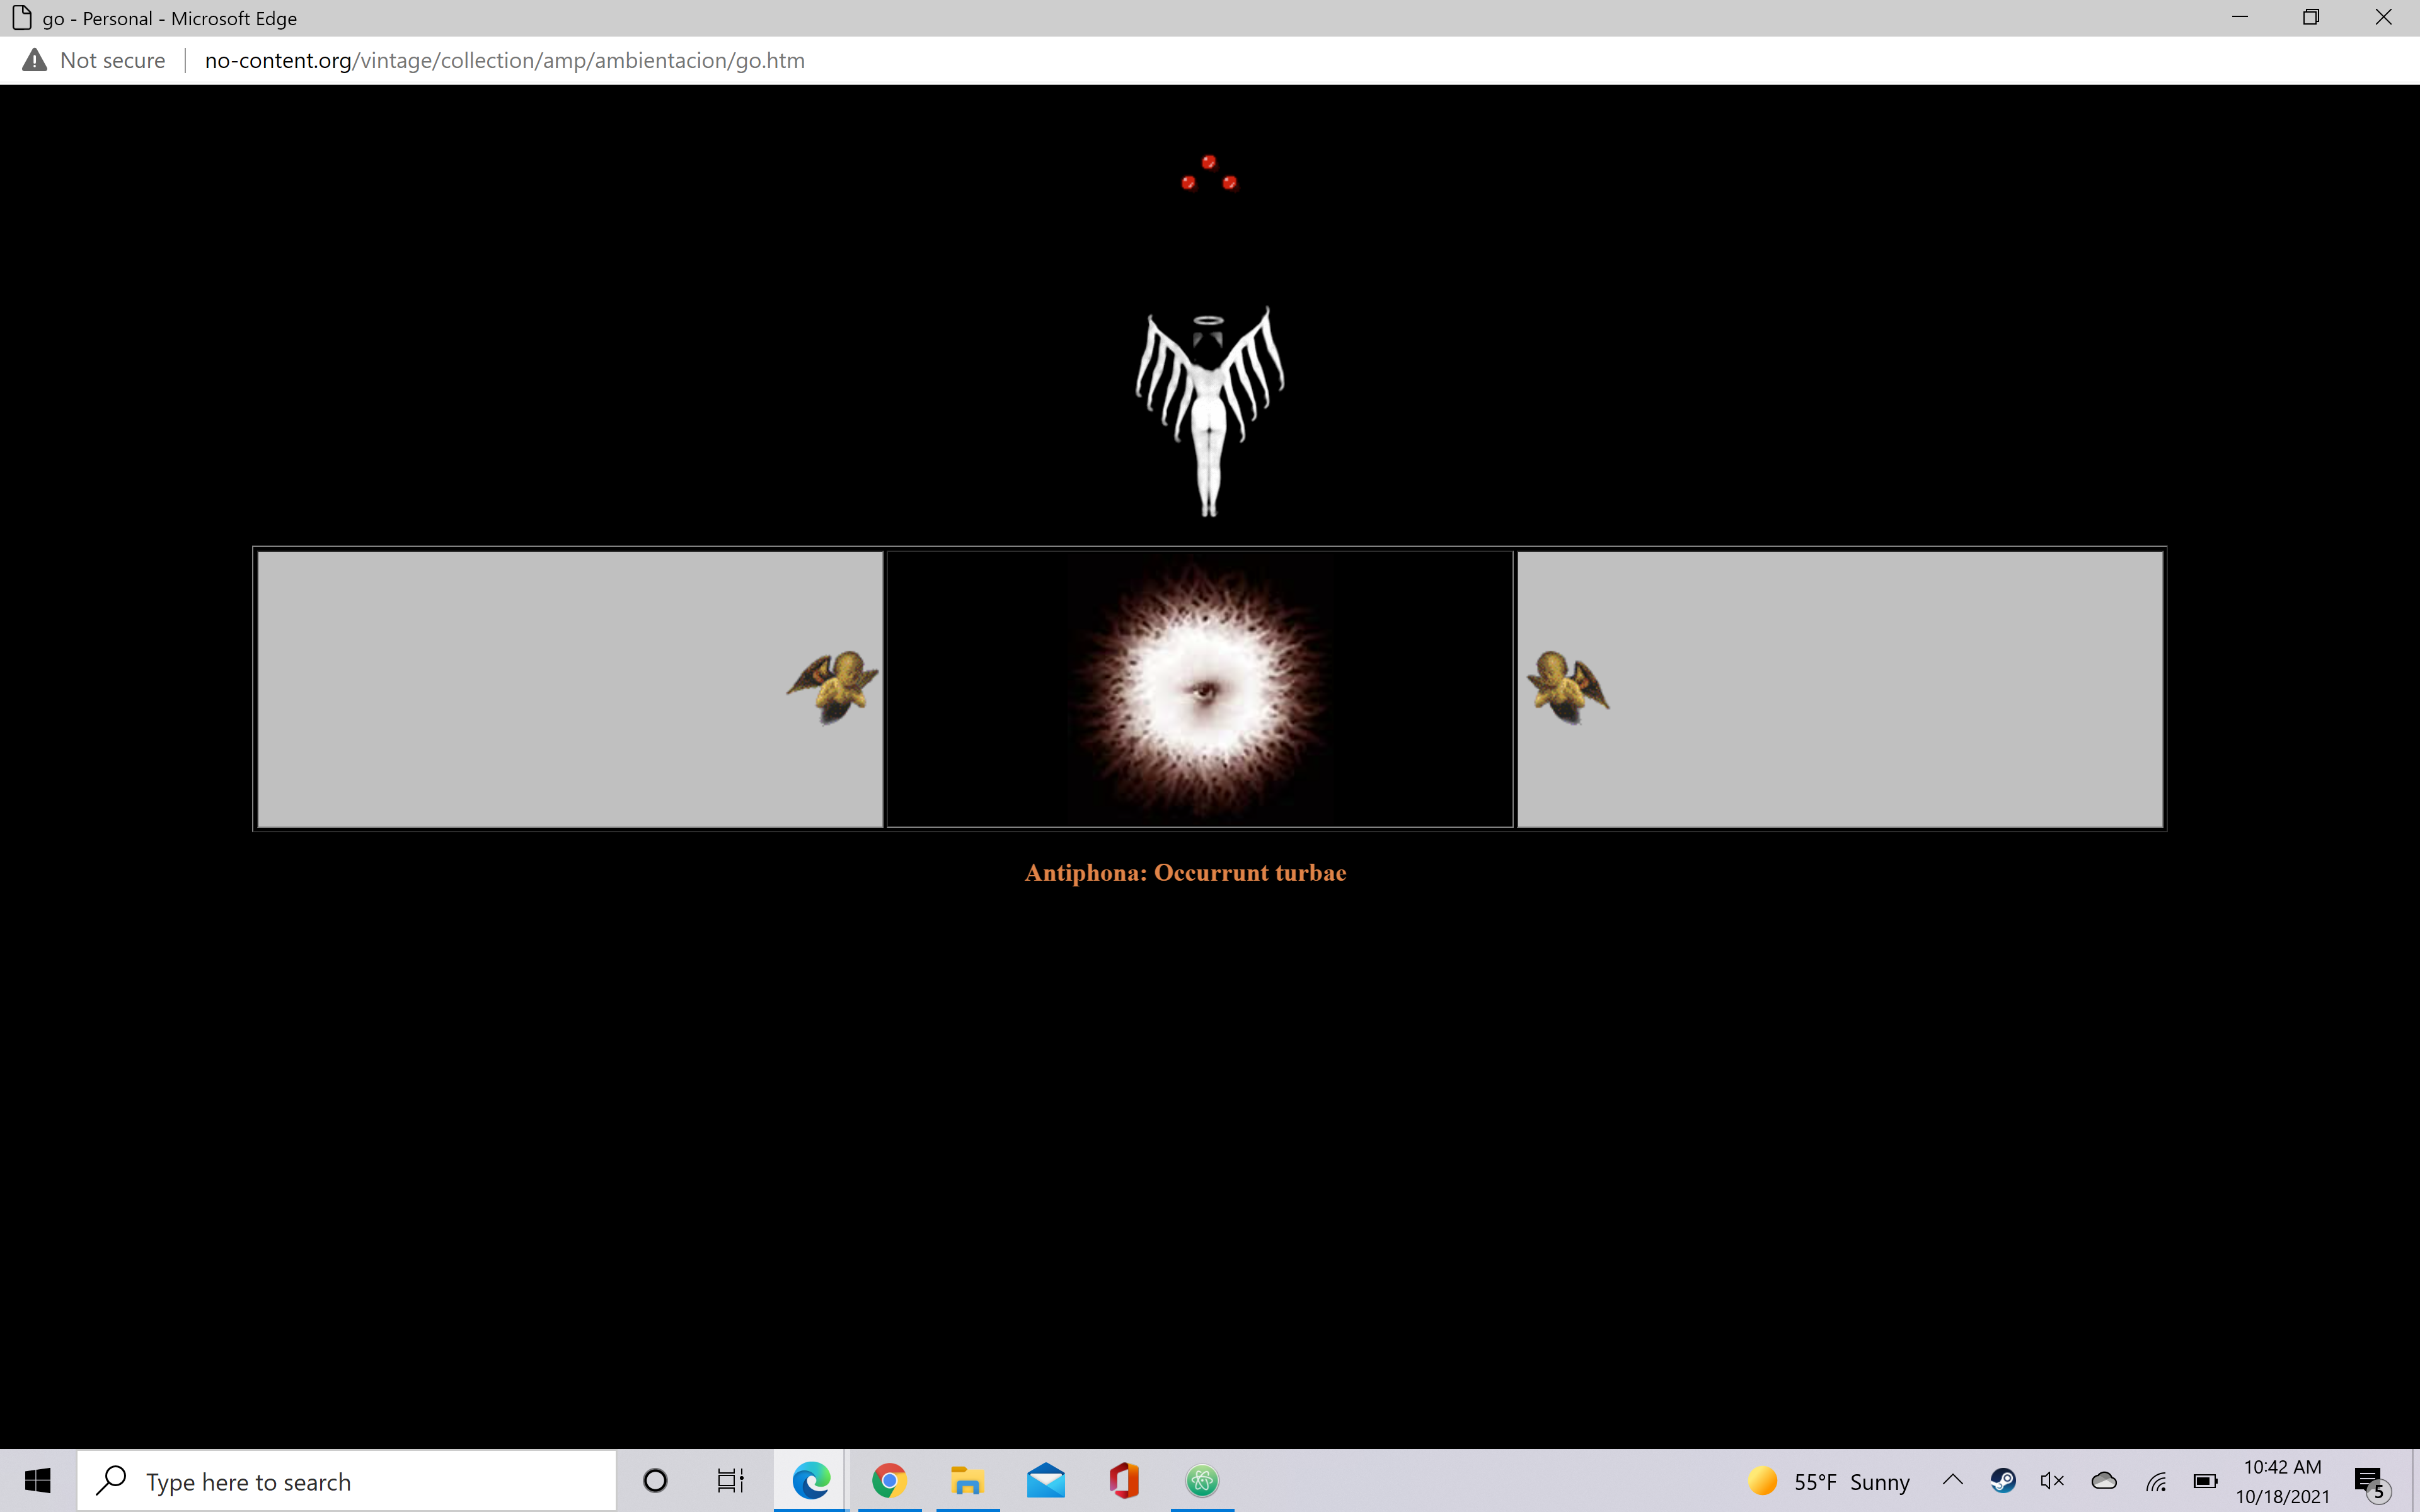 go - Personal - Microsoft Edge
Not secure
no-content.org/vintage/collection/amp/ambientacion/go.htm
Antiphona: Occurrunt turbae
Type here to search
55°F Sunny
10:42 AM
10/18/2021
5